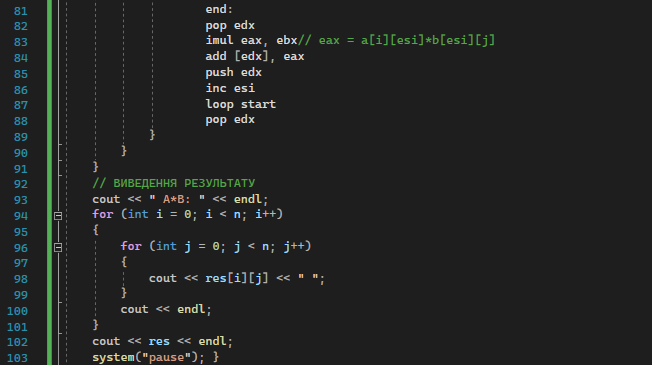 81 end:
82 pop edx
83 imul eax, ebx// eax = a[i][esi]*b[esi][j]
84 add [edx], eax
85 push edx
86 inc esi
87 loop start
88 pop edx
89 }
90 }
91 }
92 // ВИВЕДЕННЯ РЕЗУЛЬТАТУ
93 cout << " A*B: " << endl;
94 for (int i = 0; i < n; i++)
95 {
96 for (int j = 0; j < n; j++)
97 {
98 cout << res[i][j] << " ";
99 }
100 cout << endl;
101 }
102 cout << res << endl;
103 system("pause"); }